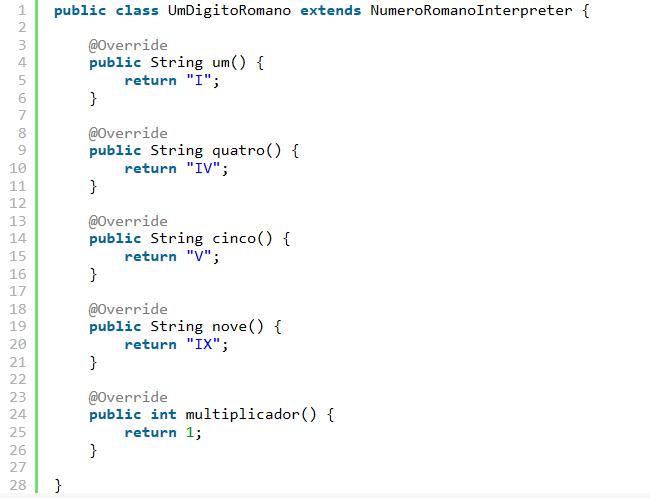 1 public class UmDigitoRomano extends NumeroRomanoInterpreter {
2
3     @Override
4     public String um() {
5         return "I";
6     }
7
8     @Override
9     public String quatro() {
10         return "IV";
11     }
12
13     @Override
14     public String cinco() {
15         return "V";
16     }
17
18     @Override
19     public String nove() {
20         return "IX";
21     }
22
23     @Override
24     public int multiplicador() {
25         return 1;
26     }
27
28 }